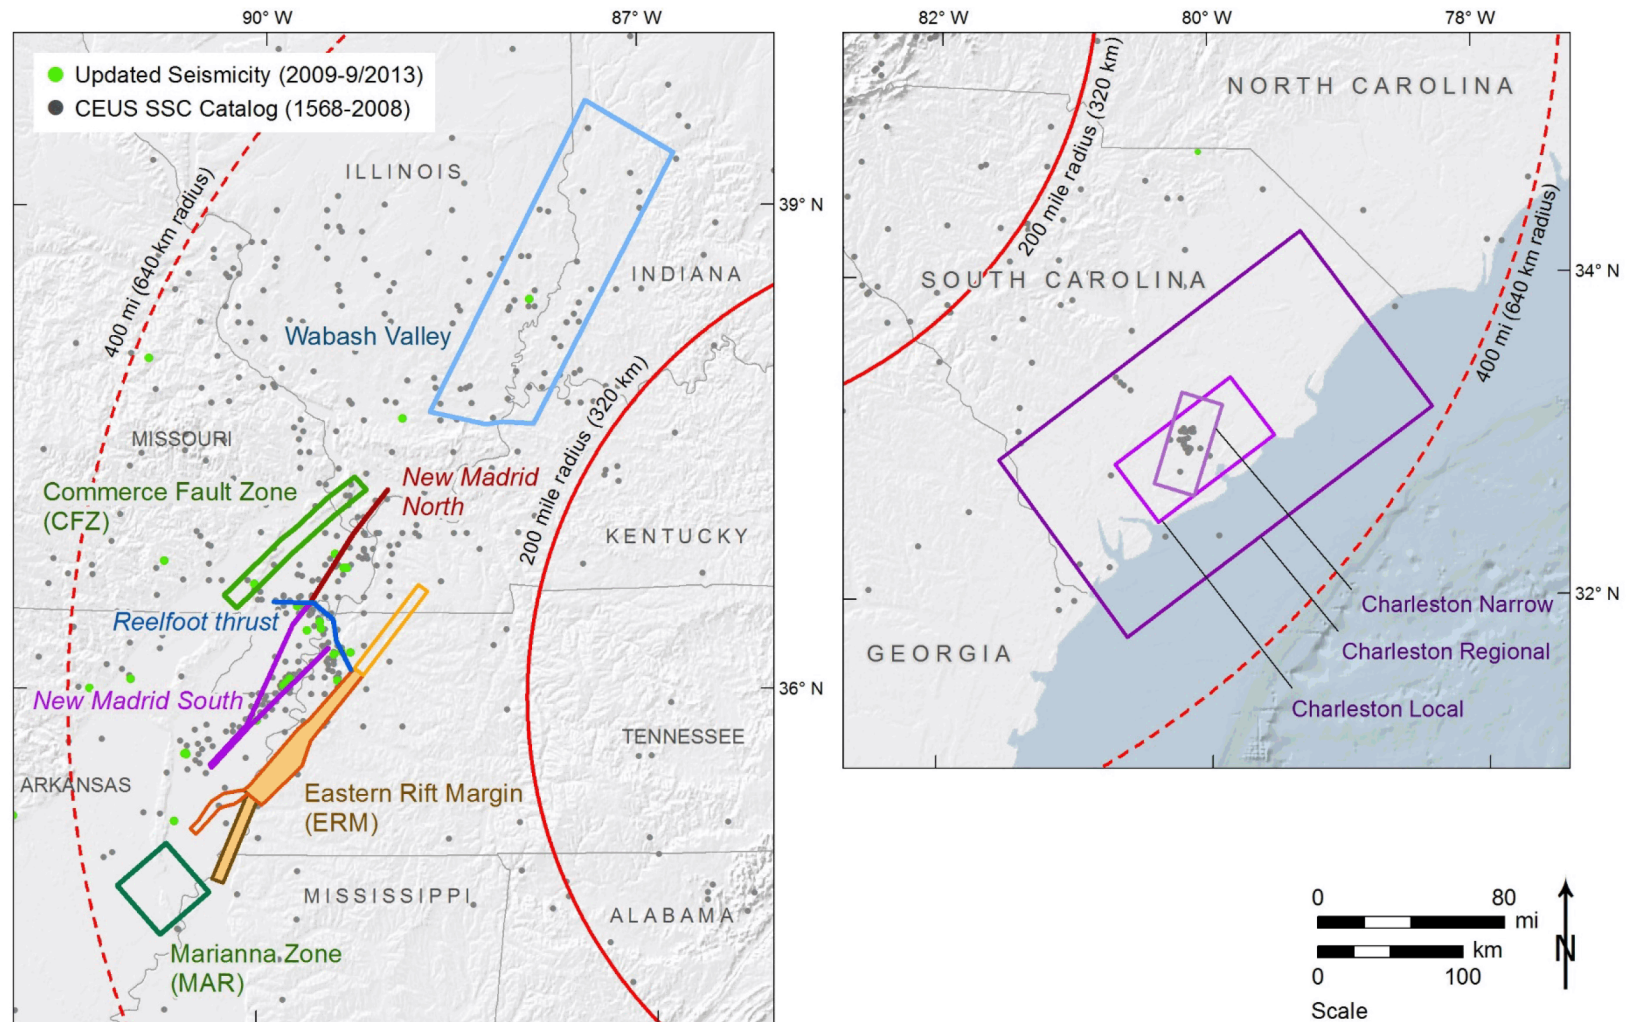 90° W
87° W
82° W
80° W
78° W
Updated Seismicity (2009-9/2013)
CEUS SSC Catalog (1568-2008)
400 mi (640 km radius)
ILLINOIS
39° N
INDIANA
Wabash Valley
200 mile radius (320 km)
MISSOURI
Commerce Fault Zone
(CFZ)
New Madrid
North
KENTUCKY
Reelfoot thrust
New Madrid South
36° N
TENNESSEE
ARKANSAS
Eastern Rift Margin
(ERM)
MISSISSIPPI
ALABAMA
Marianna Zone
(MAR)
NORTH CAROLINA
200 mile radius (320 km)
SOUTH CAROLINA
34° N
400 mi (640 km radius)
32° N
Charleston Narrow
GEORGIA
Charleston Regional
Charleston Local
0 80
mi
km
0 100
Scale
N